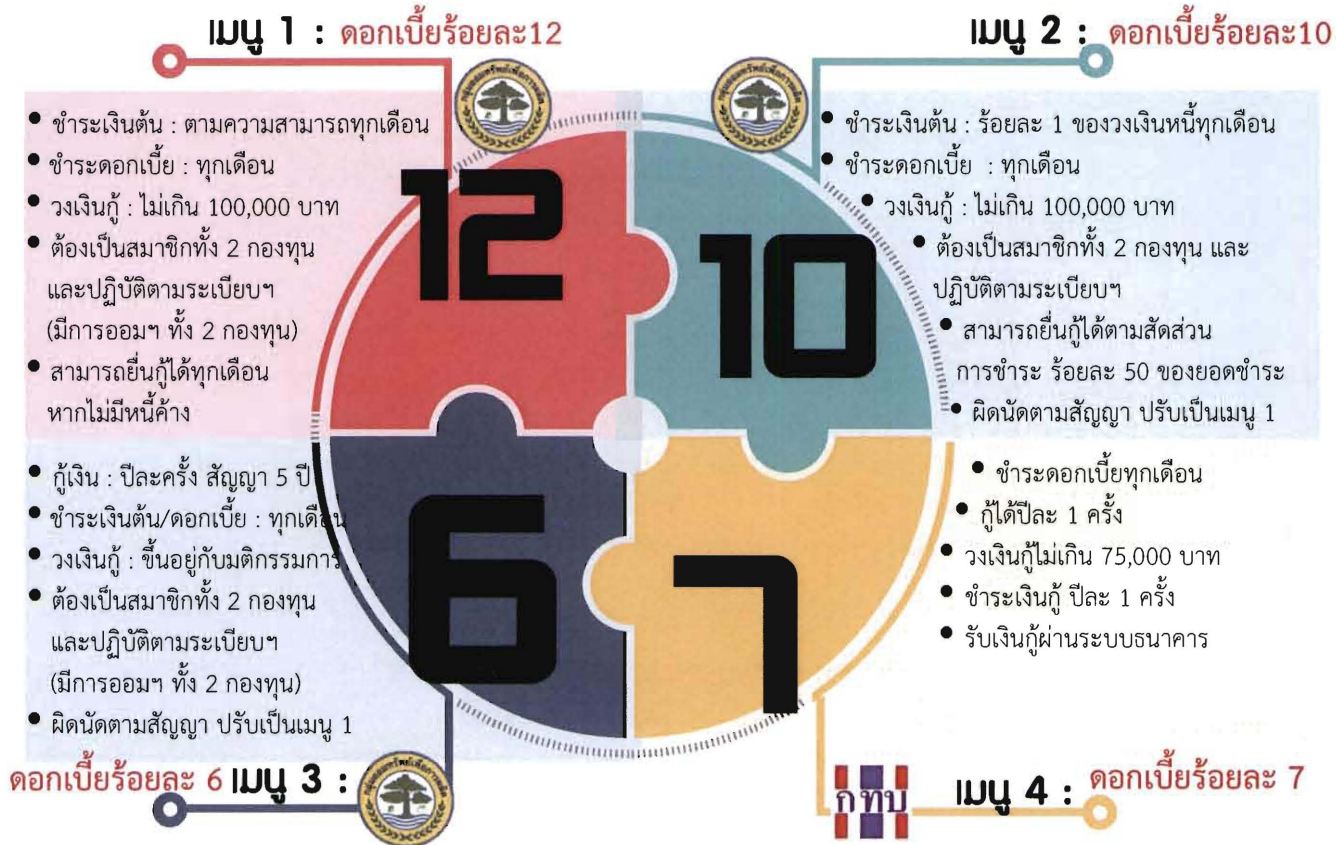 เมนู 1 : ดอกเบี้ยร้อยละ12
• ชำระเงินต้น : ตามความสามารถทุกเดือน
• ชำระดอกเบี้ย : ทุกเดือน
• วงเงินกู้ : ไม่เกิน 100,000 บาท
• ต้องเป็นสมาชิกทั้ง 2 กองทุน
และปฏิบัติตามระเบียบฯ
(มีการออมฯ ทั้ง 2 กองทุน)
• สามารถยื่นกู้ได้ทุกเดือน
หากไม่มีหนี้ค้าง
12
เมนู 2 : ดอกเบี้ยร้อยละ10
• ชำระเงินต้น : ร้อยละ 1 ของวงเงินหนี้ทุกเดือน
• ชำระดอกเบี้ย : ทุกเดือน
• วงเงินกู้ : ไม่เกิน 100,000 บาท
• ต้องเป็นสมาชิกทั้ง 2 กองทุน และ
ปฏิบัติตามระเบียบฯ
• สามารถยื่นกู้ได้ตามสัดส่วน
การชำระ ร้อยละ 50 ของยอดชำระ
• ผิดนัดตามสัญญา ปรับเป็นเมนู 1
10
• กู้เงิน : ปีละครั้ง สัญญา 5 ปี
• ชำระเงินต้น/ดอกเบี้ย : ทุกเดือน
• วงเงินกู้ : ขึ้นอยู่กับมติกรรมการ
• ต้องเป็นสมาชิกทั้ง 2 กองทุน
และปฏิบัติตามระเบียบฯ
(มีการออมฯ ทั้ง 2 กองทุน)
• ผิดนัดตามสัญญา ปรับเป็นเมนู 1
6
ดอกเบี้ยร้อยละ 6 เมนู 3 :
• ชำระดอกเบี้ยทุกเดือน
• กู้ได้ปีละ 1 ครั้ง
• วงเงินกู้ไม่เกิน 75,000 บาท
• ชำระเงินกู้ ปีละ 1 ครั้ง
• รับเงินกู้ผ่านระบบธนาคาร
7
กทบ
เมนู 4 : ดอกเบี้ยร้อยละ 7